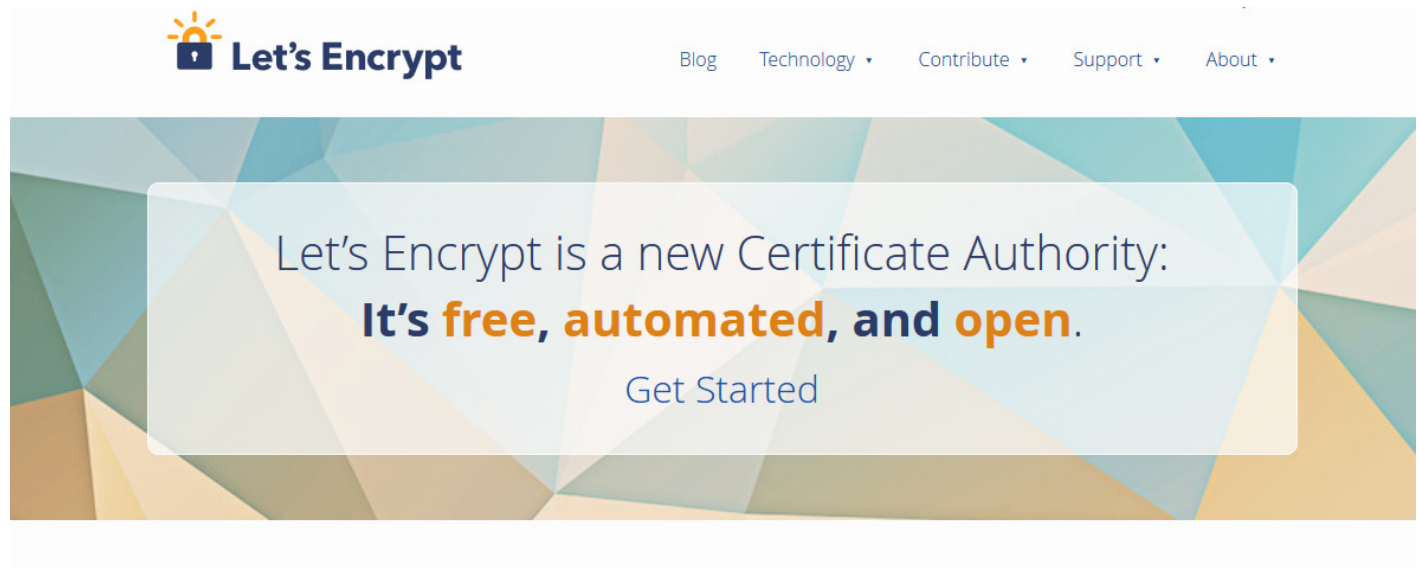 Let's Encrypt
Blog Technology ▾ Contribute ▾ Support ▾ About ▾
Let’s Encrypt is a new Certificate Authority:
It’s free, automated, and open.
Get Started